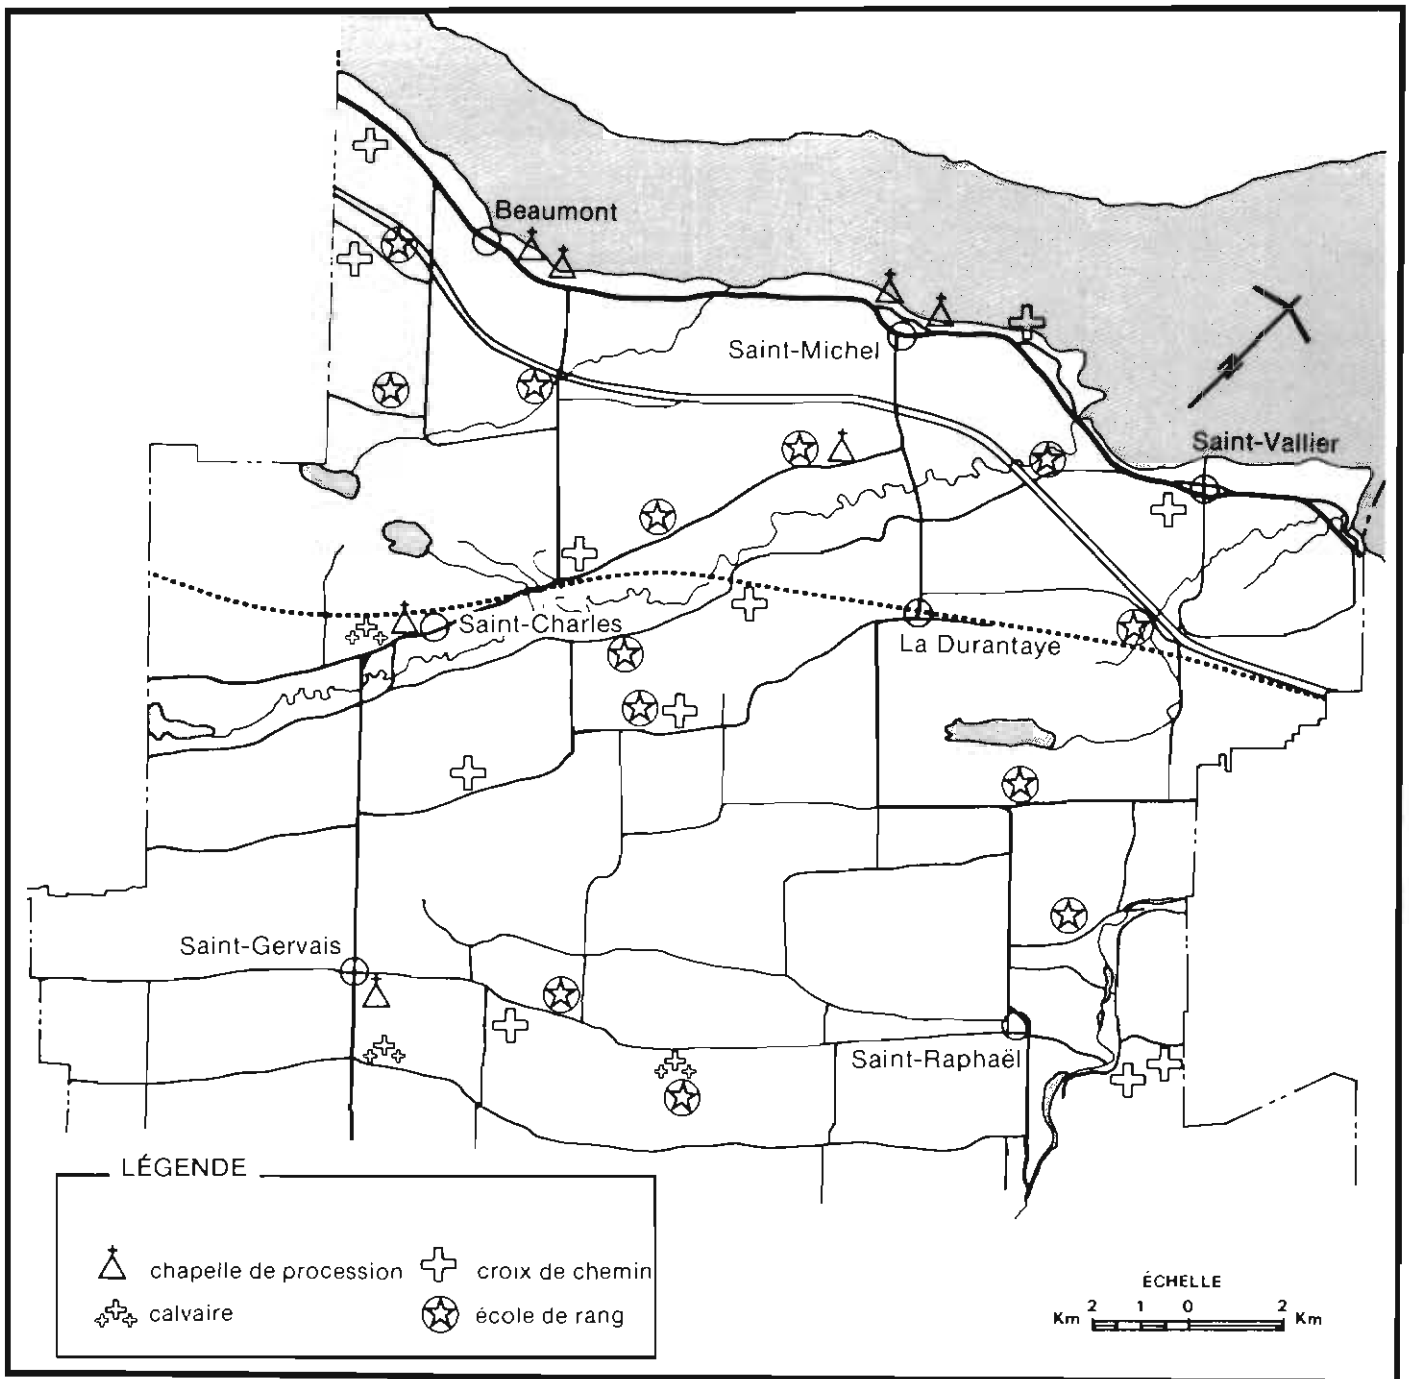 Beaumont
Saint-Michel
Saint-Vallier
Saint-Charles
La Durantaye
Saint-Gervais
Saint-Raphaël
LÉGENDE
chapelle de procession
croix de chemin
calvaire
école de rang
ÉCHELLE
Km 2 1 0 2 Km